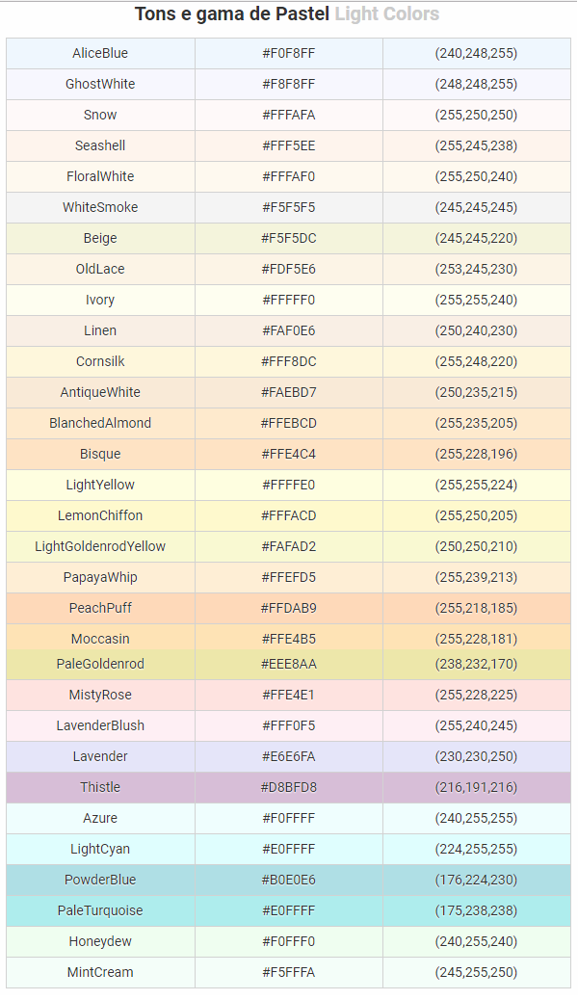 Tons e gama de Pastel Light Colors
AliceBlue #F0F8FF (240,248,255)
GhostWhite #F8F8FF (248,248,255)
Snow #FFFAFA (255,250,250)
Seashell #FFF5EE (255,245,238)
FloralWhite #FFFAF0 (255,250,240)
WhiteSmoke #F5F5F5 (245,245,245)
Beige #F5F5DC (245,245,220)
OldLace #FDF5E6 (253,245,230)
Ivory #FFFFF0 (255,255,240)
Linen #FAF0E6 (250,240,230)
Cornsilk #FFF8DC (255,248,220)
AntiqueWhite #FAEBD7 (250,235,215)
BlanchedAlmond #FFEBCD (255,235,205)
Bisque #FFE4C4 (255,228,196)
LightYellow #FFFFE0 (255,255,224)
LemonChiffon #FFFACD (255,250,205)
LightGoldenrodYellow #FAFAD2 (250,250,210)
PapayaWhip #FFEFD5 (255,239,213)
PeachPuff #FFDAB9 (255,218,185)
Moccasin #FFE4B5 (255,228,181)
PaleGoldenrod #EEE8AA (238,232,170)
MistyRose #FFE4E1 (255,228,225)
LavenderBlush #FFF0F5 (255,240,245)
Lavender #E6E6FA (230,230,250)
Thistle #D8BFD8 (216,191,216)
Azure #F0FFFF (240,255,255)
LightCyan #E0FFFF (224,255,255)
PowderBlue #B0E0E6 (176,224,230)
PaleTurquoise #E0FFFF (175,238,238)
Honeydew #F0FFF0 (240,255,240)
MintCream #F5FFFA (245,255,250)